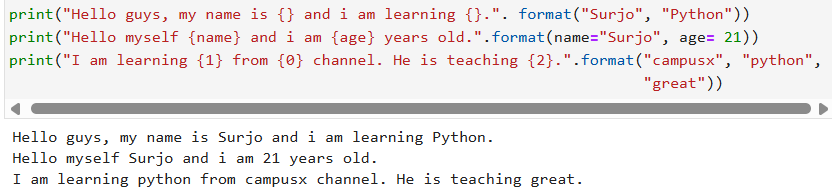 print("Hello guys, my name is {} and i am learning {}.". format("Surjo", "Python"))
print("Hello myself {name} and i am {age} years old.".format(name="Surjo", age= 21))
print("I am learning {1} from {0} channel. He is teaching {2}.".format("campusx", "python",
"great"))
Hello guys, my name is Surjo and i am learning Python.
Hello myself Surjo and i am 21 years old.
I am learning python from campusx channel. He is teaching great.